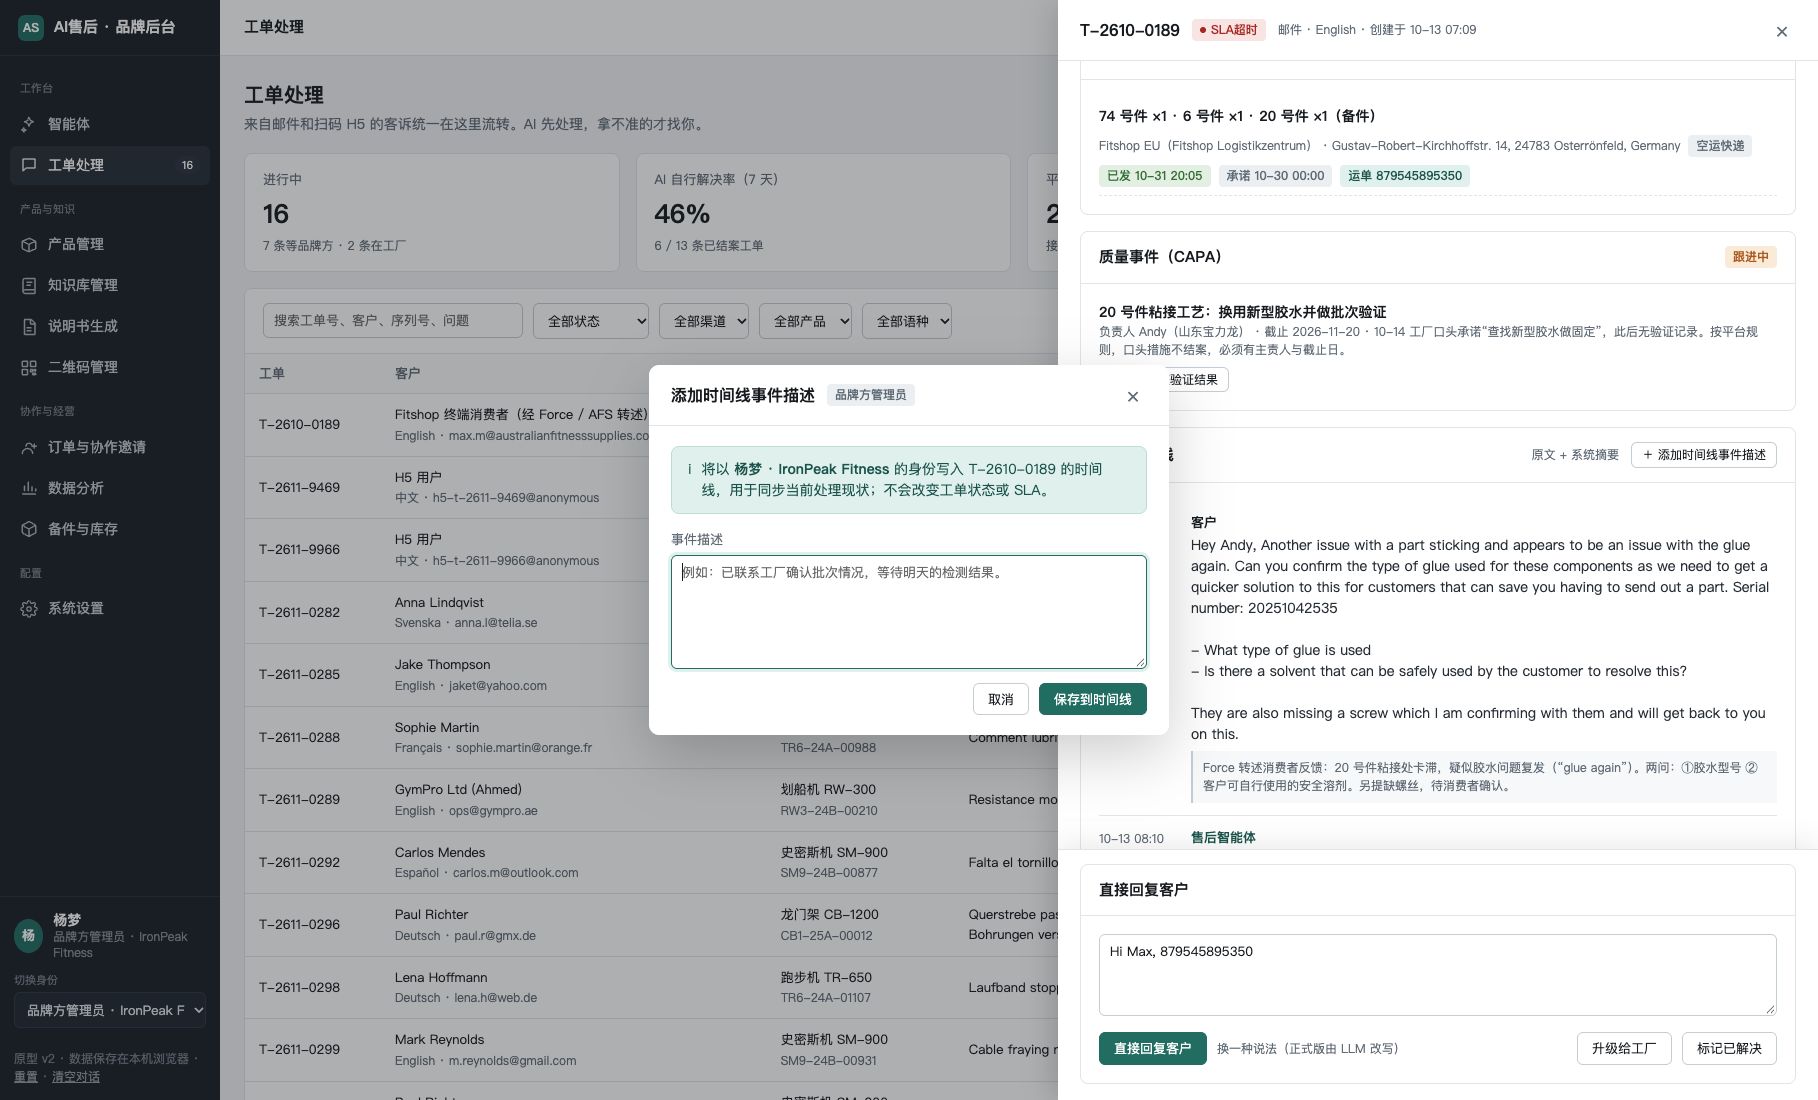 AS AI售后 · 品牌后台
工作台
智能体
工单处理 16
产品与知识
产品管理
知识库管理
说明书生成
二维码管理
协作与经营
订单与协作邀请
数据分析
备件与库存
配置
系统设置
杨
杨梦
品牌方管理员 · IronPeak
Fitness
切换身份
品牌方管理员 · IronPeak F
原型 v2 · 数据保存在本机浏览器 ·
重置 · 清空对话
工单处理
工单处理
来自邮件和扫码 H5 的客诉统一在这里流转。AI 先处理，拿不准的才找你。
进行中
16
7 条等品牌方 · 2 条在工厂
AI 自行解决率（7 天）
46%
6 / 13 条已结案工单
平
2
接
搜索工单号、客户、序列号、问题 全部状态 全部渠道 全部产品 全部语种
工单 客户
T-2610-0189
Fitshop 终端消费者（经 Force / AFS 转述）
English · max.m@australianfitnesssupplies.co
T-2611-9469
H5 用户
中文 · h5-t-2611-9469@anonymous
T-2611-9966
H5 用户
中文 · h5-t-2611-9966@anonymous
T-2611-0282
Anna Lindqvist
Svenska · anna.l@telia.se
T-2611-0285
Jake Thompson
English · jaket@yahoo.com
T-2611-0288
Sophie Martin
Français · sophie.martin@orange.fr
TR6-24A-00988
Comment lubri
T-2611-0289
GymPro Ltd (Ahmed)
English · ops@gympro.ae
划船机 RW-300
RW3-24B-00210
Resistance mo
T-2611-0292
Carlos Mendes
Español · carlos.m@outlook.com
史密斯机 SM-900
SM9-24B-00877
Falta el tornillo
T-2611-0296
Paul Richter
Deutsch · paul.r@gmx.de
龙门架 CB-1200
CB1-25A-00012
Querstrebe pas
Bohrungen vers
T-2611-0298
Lena Hoffmann
Deutsch · lena.h@web.de
跑步机 TR-650
TR6-24A-01107
Laufband stopp
T-2611-0299
Mark Reynolds
English · m.reynolds@gmail.com
史密斯机 SM-900
SM9-24B-00931
Cable fraying n
添加时间线事件描述 品牌方管理员
i 将以 杨梦 · IronPeak Fitness 的身份写入 T-2610-0189 的时间
线，用于同步当前处理现状；不会改变工单状态或 SLA。
事件描述
例如：已联系工厂确认批次情况，等待明天的检测结果。
取消 保存到时间线
T-2610-0189 SLA超时 邮件 · English · 创建于 10-13 07:09
74 号件 ×1 · 6 号件 ×1 · 20 号件 ×1（备件）
Fitshop EU（Fitshop Logistikzentrum） · Gustav-Robert-Kirchhoffstr. 14, 24783 Osterrönfeld, Germany 空运快递
已发 10-31 20:05 承诺 10-30 00:00 运单 879545895350
质量事件（CAPA） 跟进中
20 号件粘接工艺：换用新型胶水并做批次验证
负责人 Andy（山东宝力龙） · 截止 2026-11-20 · 10-14 工厂口头承诺“查找新型胶水做固定”，此后无验证记录。按平台规
则，口头措施不结案，必须有主责人与截止日。
验证结果
线 原文 + 系统摘要 + 添加时间线事件描述
客户
Hey Andy, Another issue with a part sticking and appears to be an issue with the glue
again. Can you confirm the type of glue used for these components as we need to get a
quicker solution to this for customers that can save you having to send out a part. Serial
number: 20251042535
- What type of glue is used
- Is there a solvent that can be safely used by the customer to resolve this?
They are also missing a screw which I am confirming with them and will get back to you
on this.
Force 转述消费者反馈：20 号件粘接处卡滞，疑似胶水问题复发（“glue again”）。两问：①胶水型号 ②
客户可自行使用的安全溶剂。另提缺螺丝，待消费者确认。
10-13 08:10 售后智能体
直接回复客户
Hi Max, 879545895350
直接回复客户 换一种说法（正式版由 LLM 改写） 升级给工厂 标记已解决